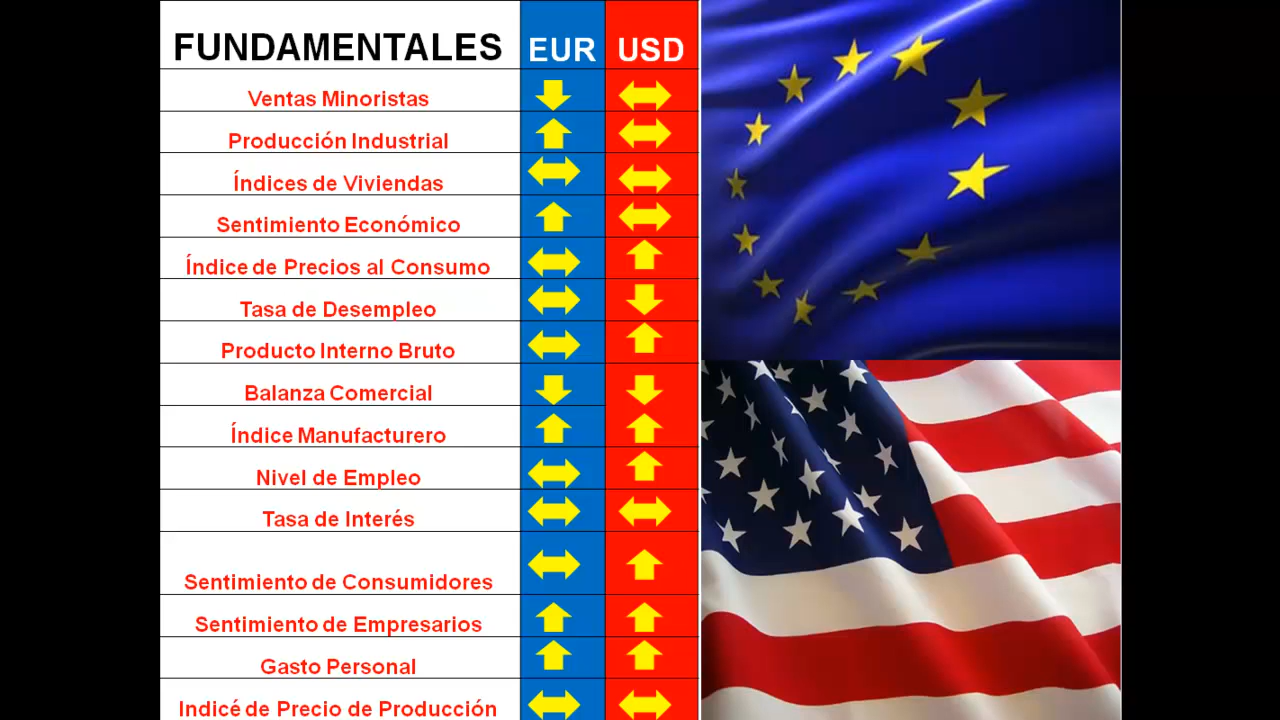 FUNDAMENTALES EUR USD
Ventas Minoristas
Producción Industrial
Índices de Viviendas
Sentimiento Económico
Índice de Precios al Consumo
Tasa de Desempleo
Producto Interno Bruto
Balanza Comercial
Índice Manufacturero
Nivel de Empleo
Tasa de Interés
Sentimiento de Consumidores
Sentimiento de Empresarios
Gasto Personal
Indicé de Precio de Producción